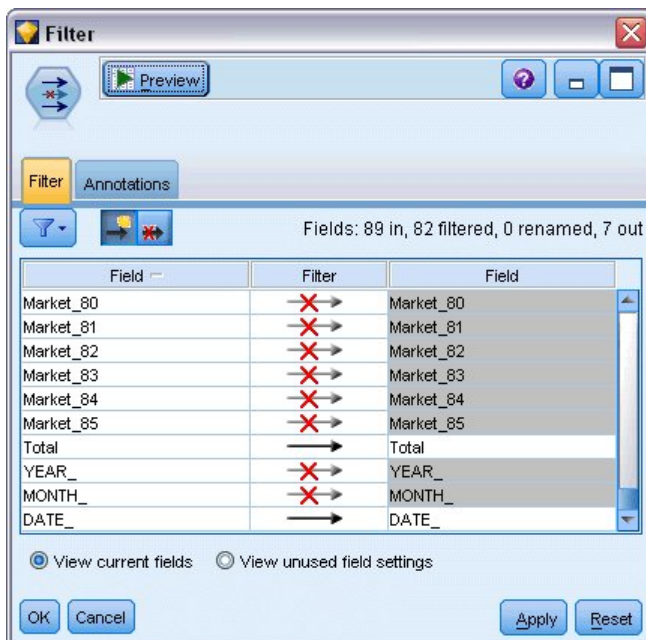 Filter
Preview
Filter Annotations
Fields: 89 in, 82 filtered, 0 renamed, 7 out
Field Filter Field
Market_80 Market_80
Market_81 Market_81
Market_82 Market_82
Market_83 Market_83
Market_84 Market_84
Market_85 Market_85
Total Total
YEAR_ YEAR_
MONTH_ MONTH_
DATE_ DATE_
View current fields View unused field settings
OK Cancel Apply Reset